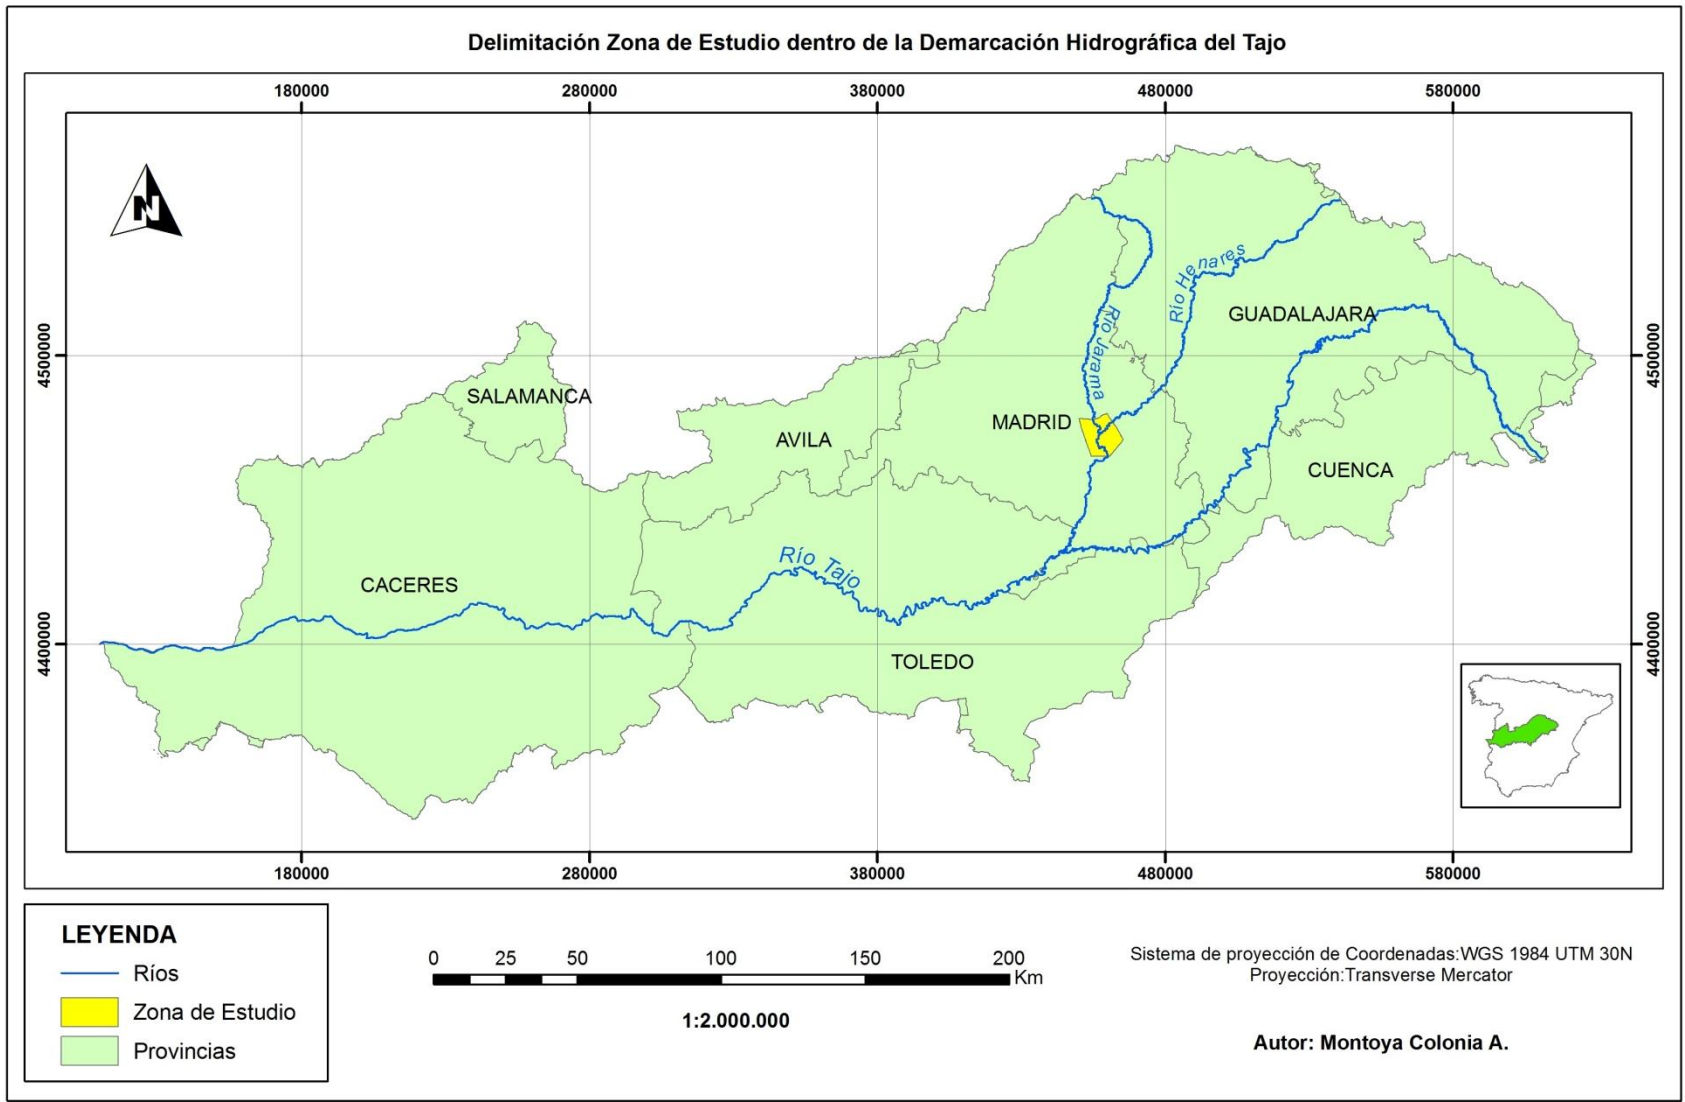 Delimitación Zona de Estudio dentro de la Demarcación Hidrográfica del Tajo
180000 280000 380000 480000 580000
N
Río Henares
GUADALAJARA
Río Jarama
4500000 4500000
SALAMANCA
MADRID
AVILA
CUENCA
Río Tajo
CACERES
4400000 4400000
TOLEDO
180000 280000 380000 480000 580000
LEYENDA
Ríos
Zona de Estudio
Provincias
0 25 50 100 150 200
Km
1:2.000.000
Sistema de proyección de Coordenadas:WGS 1984 UTM 30N
Proyección:Transverse Mercator
Autor: Montoya Colonia A.